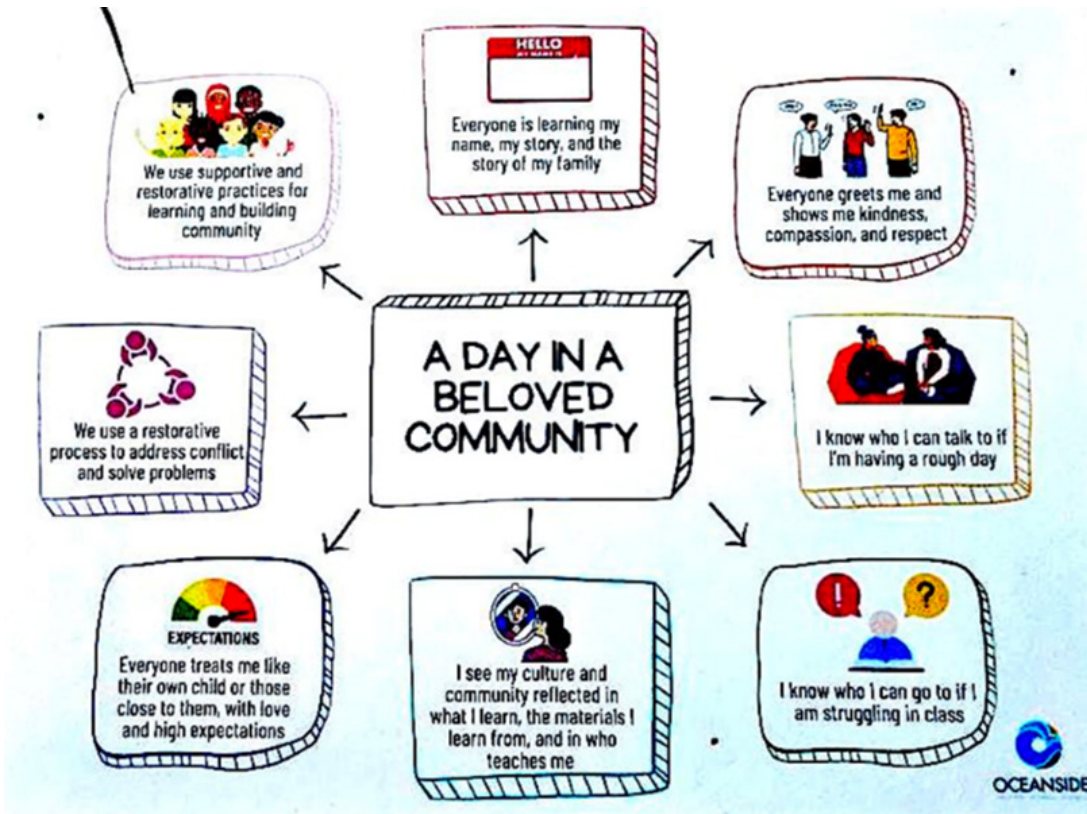 HELLO
MY NAME IS
Everyone is learning my
name, my story, and the
story of my family
We use supportive and
restorative practices for
learning and building
community
Everyone greets me and
shows me kindness,
compassion, and respect
A DAY IN A
BELOVED
COMMUNITY
We use a restorative
process to address conflict
and solve problems
I know who I can talk to if
I'm having a rough day
EXPECTATIONS
Everyone treats me like
their own child or those
close to them, with love
and high expectations
I see my culture and
community reflected in
what I learn, the materials I
learn from, and in who
teaches me
!
?
I know who I can go to if I
am struggling in class
OCEANSIDE